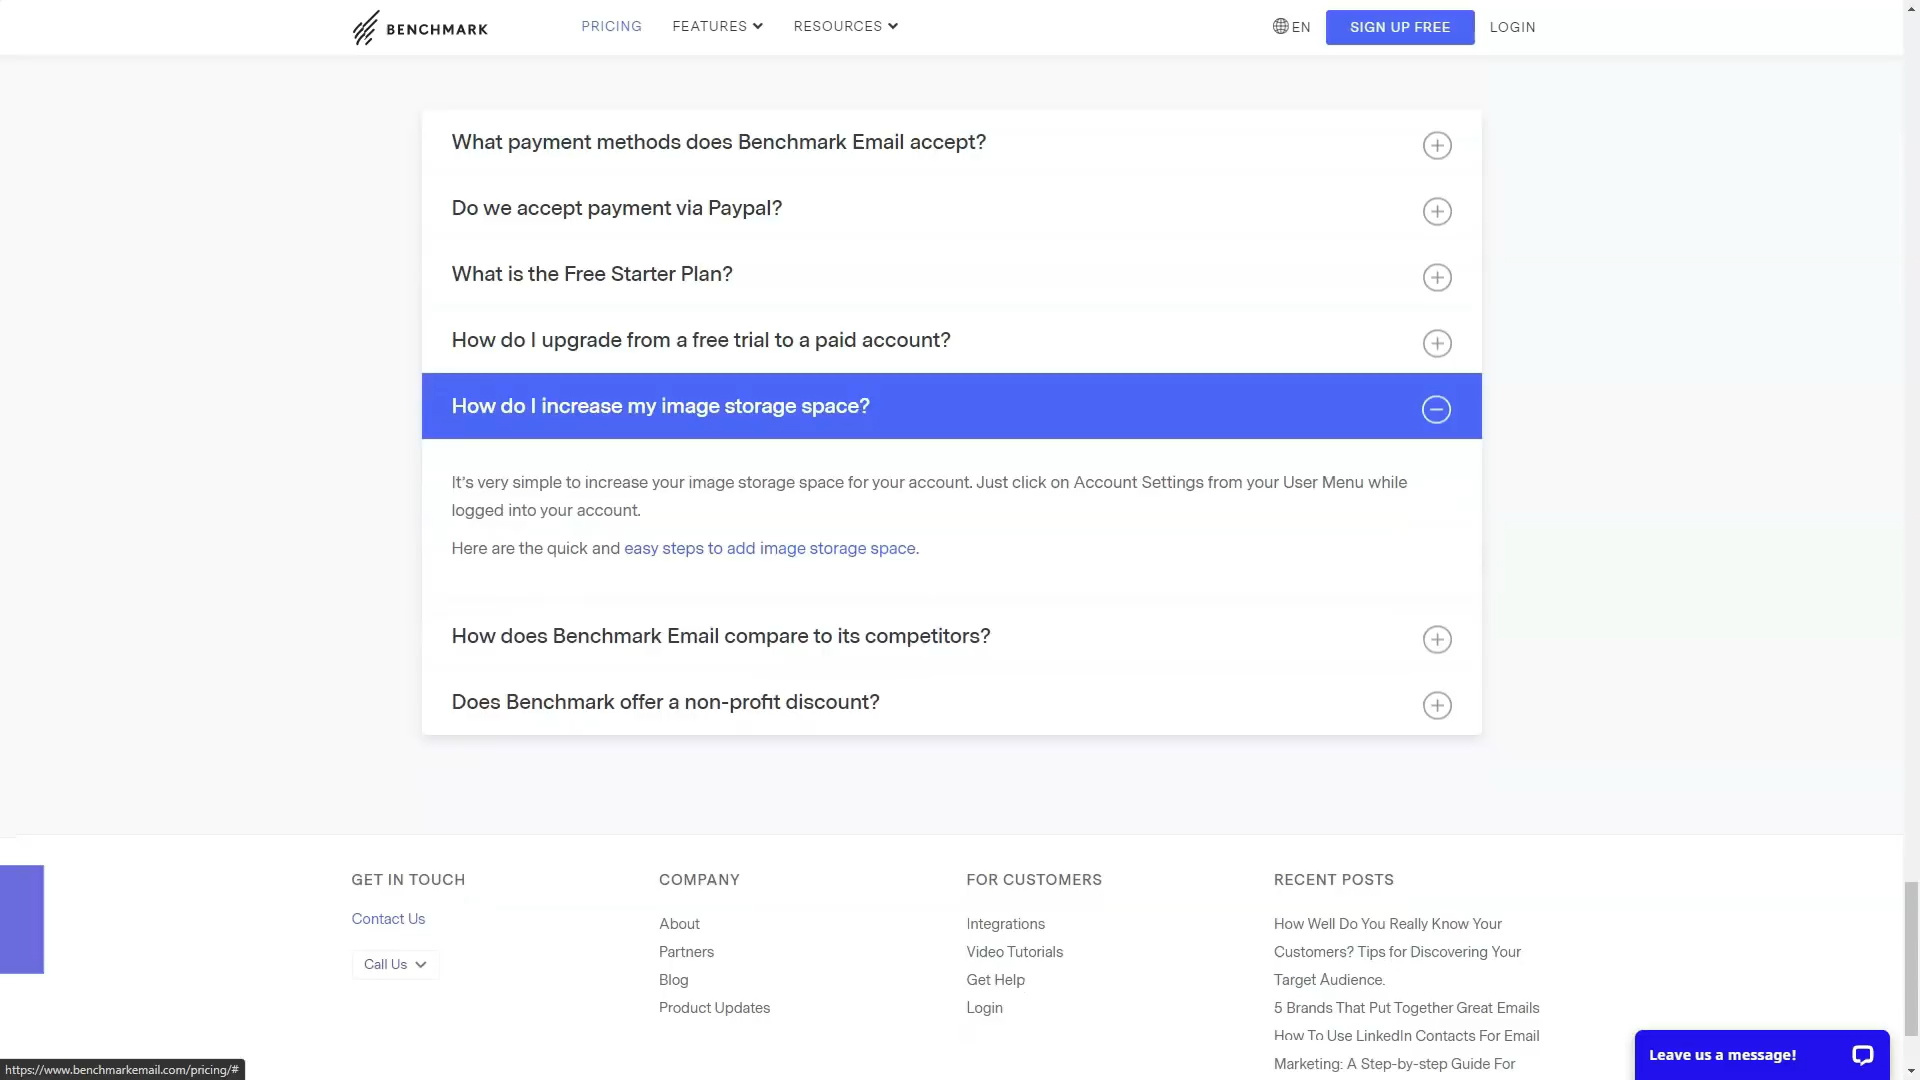 BENCHMARK
PRICING
FEATURES
RESOURCES
EN
SIGN UP FREE
LOGIN
What payment methods does Benchmark Email accept?
Do we accept payment via Paypal?
What is the Free Starter Plan?
How do I upgrade from a free trial to a paid account?
How do I increase my image storage space?
It's very simple to increase your image storage space for your account. Just click on Account Settings from your User Menu while
logged into your account.
Here are the quick and easy steps to add image storage space.
How does Benchmark Email compare to its competitors?
Does Benchmark offer a non-profit discount?
GET IN TOUCH
Contact Us
Call Us
COMPANY
About
Partners
Blog
Product Updates
FOR CUSTOMERS
Integrations
Video Tutorials
Get Help
Login
RECENT POSTS
How Well Do You Really Know Your
Customers? Tips for Discovering Your
Target Audience.
5 Brands That Put Together Great Emails
How To Use LinkedIn Contacts For Email
Marketing: A Step-by-step Guide For
Leave us a message!
https://www.benchmarkemail.com/pricing/#